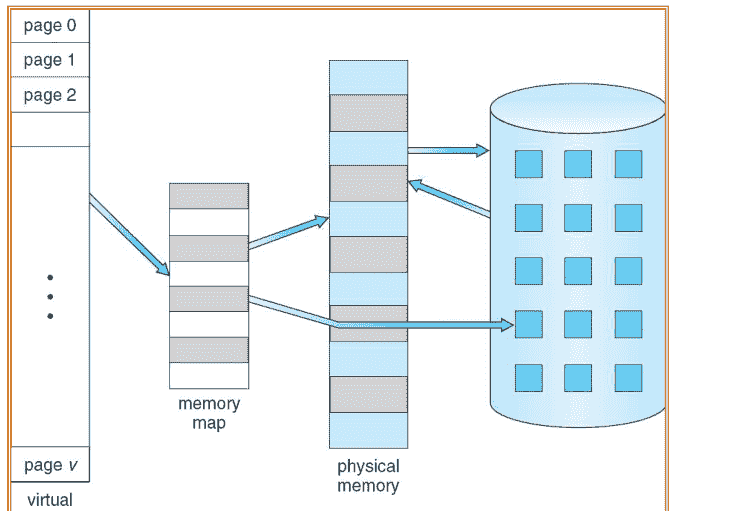 page 0
page 1
page 2
page v
virtual
memory
map
physical
memory